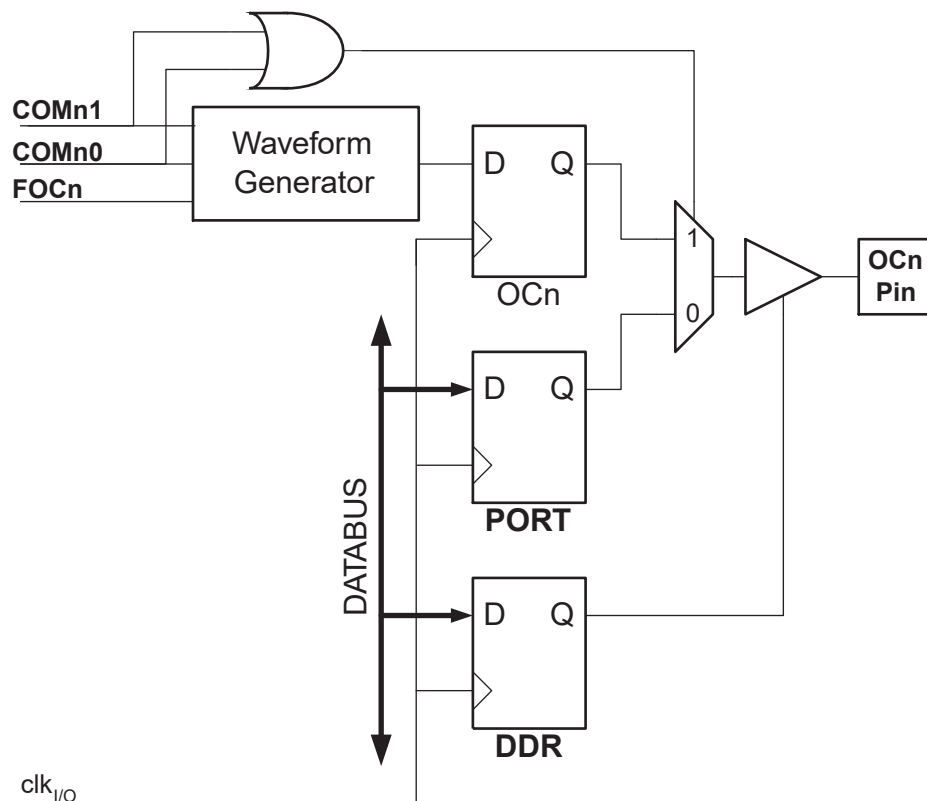 COMn1
COMn0
FOCn
Waveform
Generator
D Q
OCn
1
0
OCn
Pin
DATABUS
D Q
PORT
D Q
DDR
clkI/O